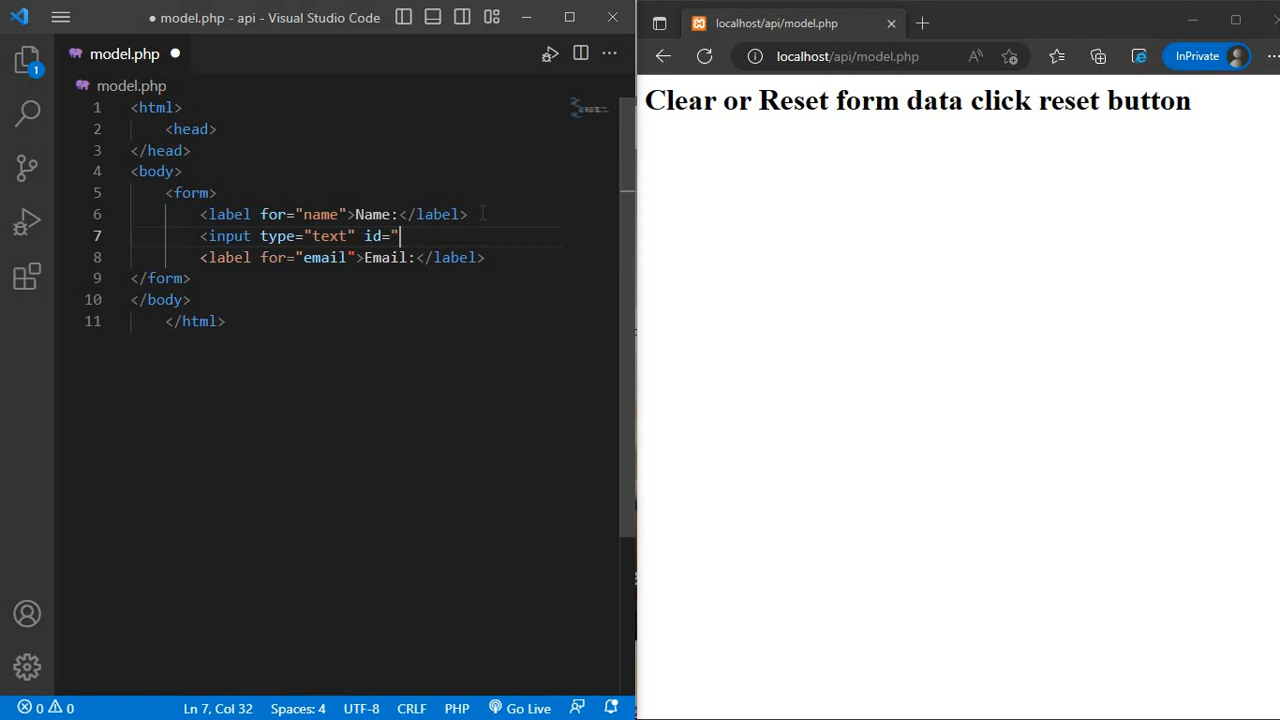 ● model.php - api - Visual Studio Code
model.php ●
model.php
1 <html>
2 <head>
3 </head>
4 <body>
5 <form>
6 <label for="name">Name:</label>
7 <input type="text" id="
8 <label for="email">Email:</label>
9 </form>
10 </body>
11 </html>
1
0 0
Ln 7, Col 32
Spaces: 4
UTF-8
CRLF
PHP
Go Live
localhost/api/model.php
localhost/api/model.php
InPrivate
Clear or Reset form data click reset button